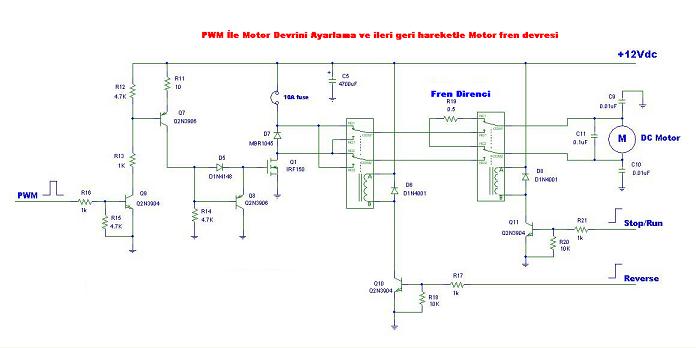 PWM İle Motor Devrini Ayarlama ve ileri geri hareketle Motor fren devresi
+12Vdc
R12
4.7K
R11
10
Q7
Q2N3906
10A fuse
C5
4700uF
Fren Direnci
R19
0.5
C9
0.01uF
C11
0.1uF
M
DC Motor
C10
0.01uF
D7
MBR1045
R13
1K
D5
D1N4148
Q1
IRF150
A
B
D6
D1N4001
A
B
D8
D1N4001
PWM
R16
1k
Q9
Q2N3904
R15
4.7K
R14
4.7K
Q8
Q2N3906
Q11
Q2N3904
R21
1k
Stop/Run
R20
10K
Q10
Q2N3904
R17
1k
Reverse
R18
10K